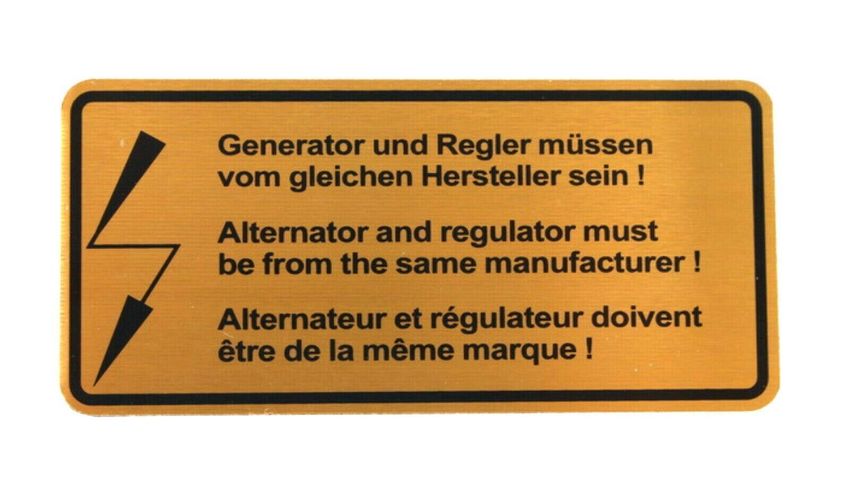 Generator und Regler müssen
vom gleichen Hersteller sein !
Alternator and regulator must
be from the same manufacturer !
Alternateur et régulateur doivent
être de la même marque !